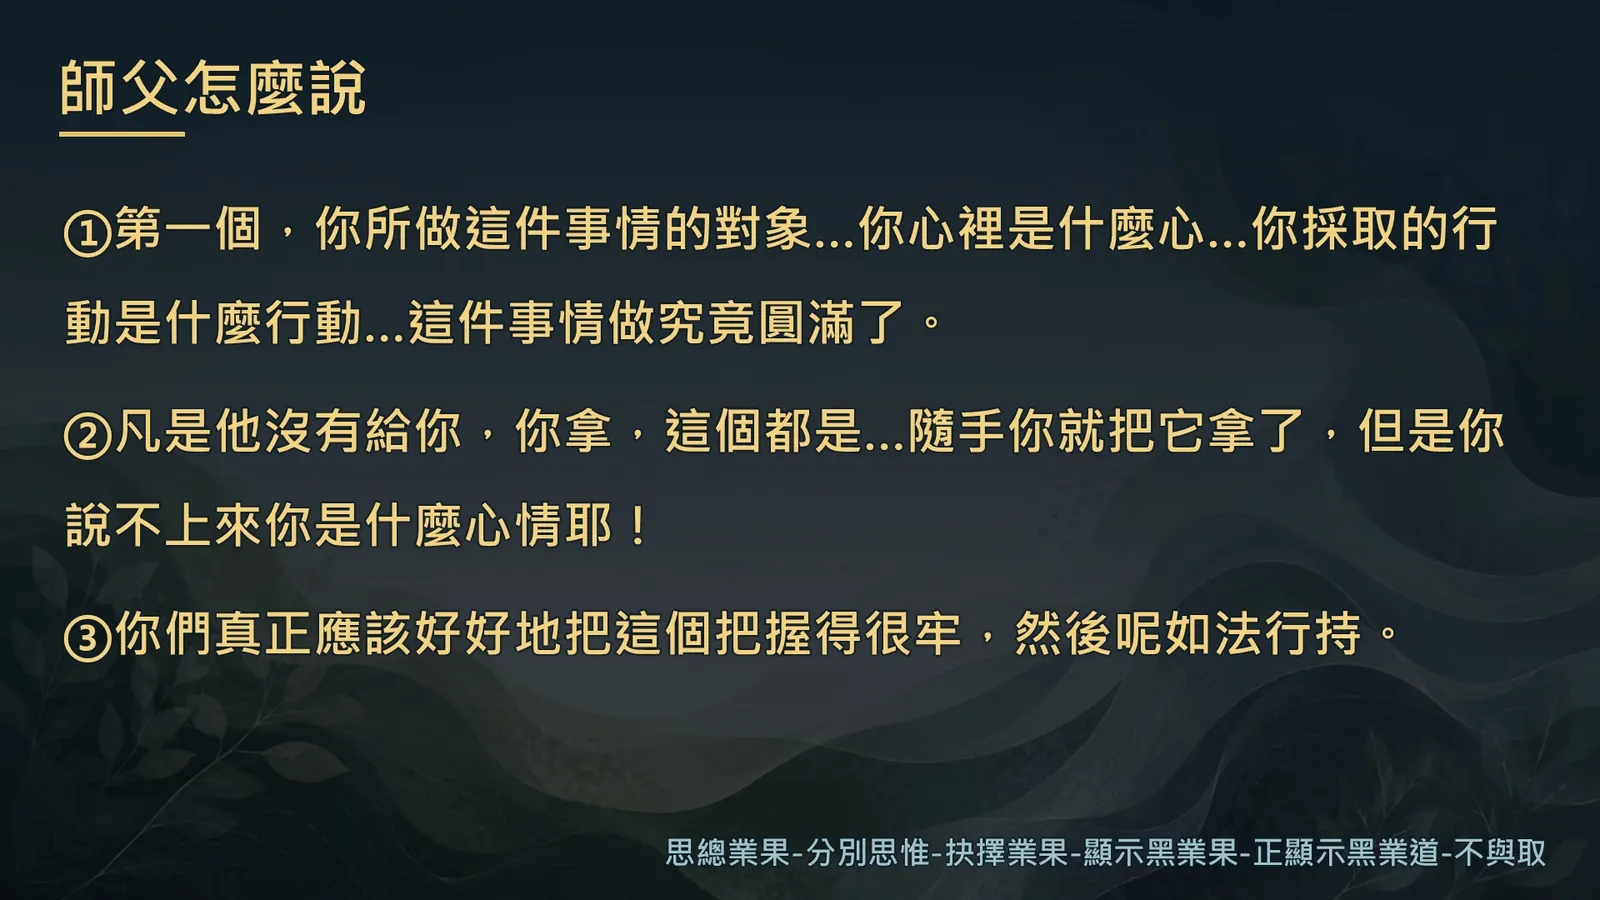 師父怎麼說
①第一個，你所做這件事情的對象...你心裡是什麼心...你採取的行
動是什麼行動...這件事情做究竟圓滿了。
②凡是他沒有給你，你拿，這個都是...隨手你就把它拿了，但是你
說不上來你是什麼心情耶！
③你們真正應該好好地把這個把握得很牢，然後呢如法行持。
思總業果-分別思惟-抉擇業果-顯示黑業果-正顯示黑業道-不與取